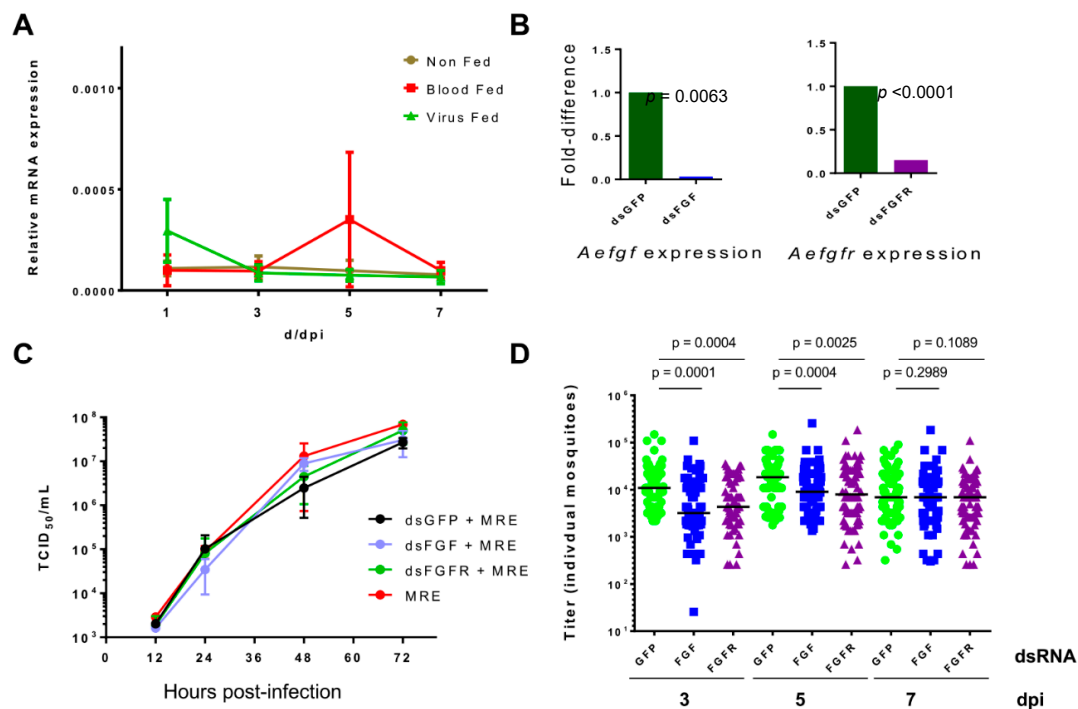 A
Non Fed
Blood Fed
Virus Fed
Relative mRNA expression
0.0010
0.0005
0.0000
1 3 5 7
d/dpi
B
Fold-difference
1.5
1.0
0.5
0.0
p = 0.0063
dsGFP dsFGF
Aefgf expression
1.5
1.0
0.5
0.0
p <0.0001
dsGFP dsFGFR
Aefgfr expression
C
TCID50/mL
10^8
10^7
10^6
10^5
10^4
10^3
0 12 24 36 48 60 72
Hours post-infection
dsGFP + MRE
dsFGF + MRE
dsFGFR + MRE
MRE
D
p = 0.0004 p = 0.0025 p = 0.1089
p = 0.0001 p = 0.0004 p = 0.2989
Titer (individual mosquitoes)
10^6
10^5
10^4
10^3
10^2
10^1
GFP FGF FGFR GFP FGF FGFR GFP FGF FGFR
dsRNA
3 5 7
dpi